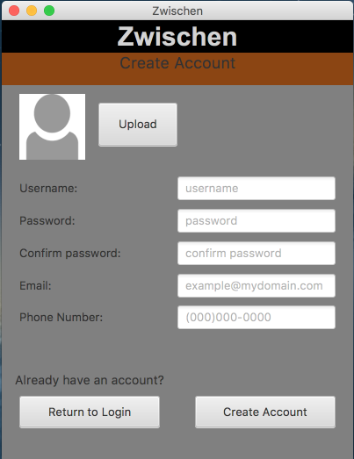 Zwischen
Zwischen
Create Account
Upload
Username: username
Password: password
Confirm password: confirm password
Email: example@mydomain.com
Phone Number: (000)000-0000
Already have an account?
Return to Login Create Account